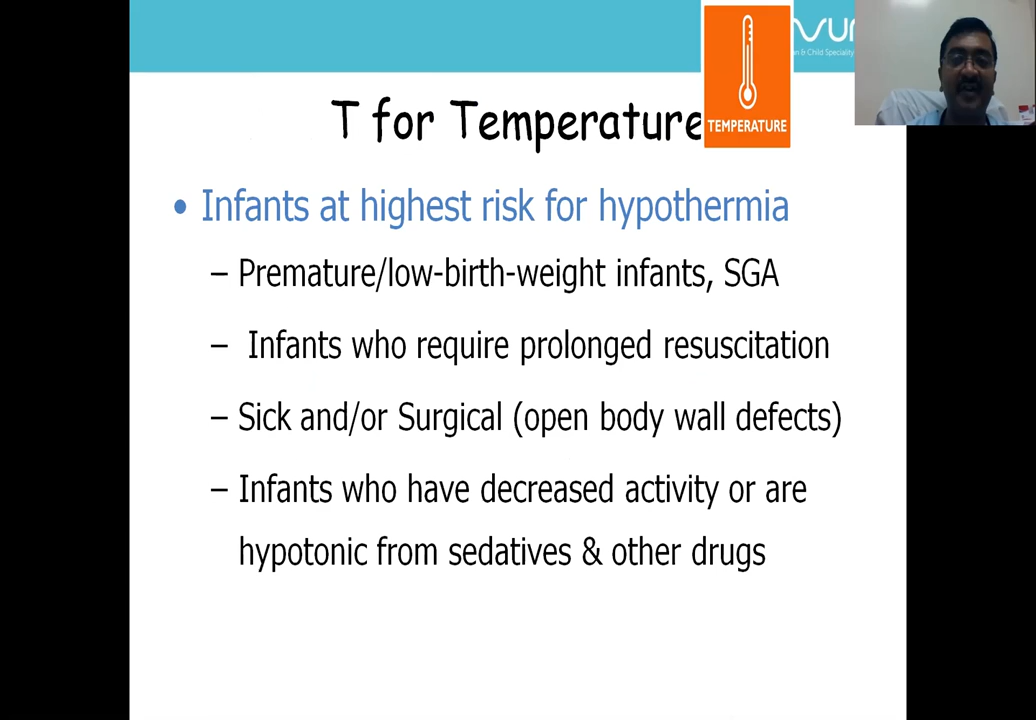 T for Temperature
TEMPERATURE
• Infants at highest risk for hypothermia
– Premature/low-birth-weight infants, SGA
– Infants who require prolonged resuscitation
– Sick and/or Surgical (open body wall defects)
– Infants who have decreased activity or are
hypotonic from sedatives & other drugs
& Child Speciality